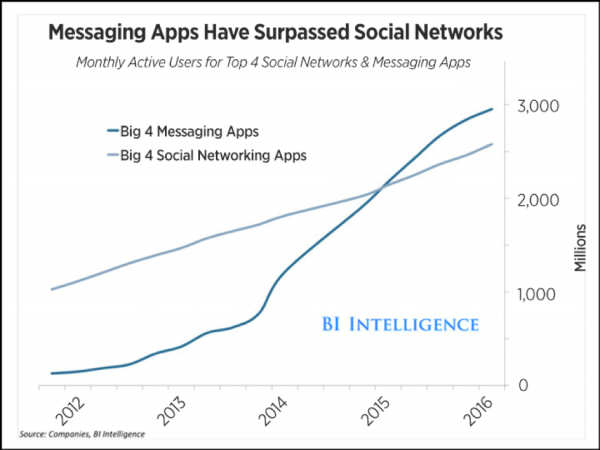 Messaging Apps Have Surpassed Social Networks
Monthly Active Users for Top 4 Social Networks & Messaging Apps
Big 4 Messaging Apps
Big 4 Social Networking Apps
3,000
2,000
1,000
0
Millions
BI INTELLIGENCE
2012
2013
2014
2015
2016
Source: Companies, BI Intelligence